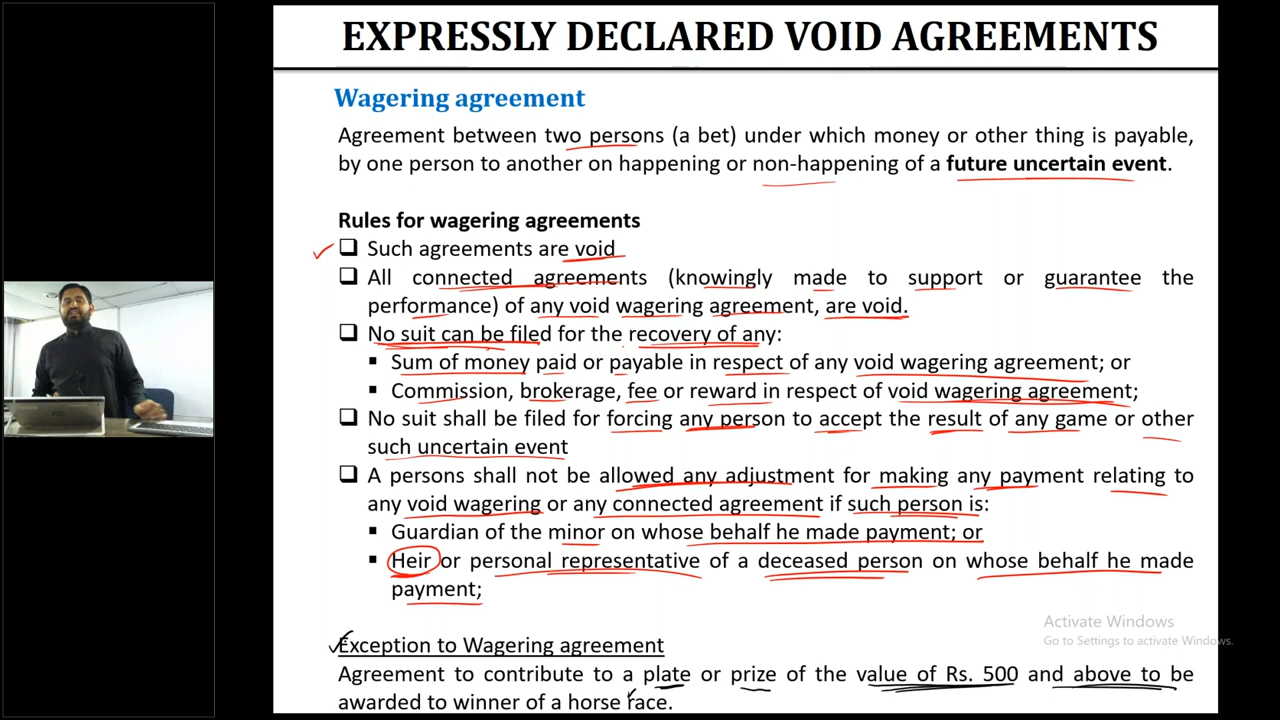 EXPRESSLY DECLARED VOID AGREEMENTS
Wagering agreement
Agreement between two persons (a bet) under which money or other thing is payable,
by one person to another on happening or non-happening of a future uncertain event.
Rules for wagering agreements
Such agreements are void
All connected agreements (knowingly made to support or guarantee the
performance) of any void wagering agreement, are void.
No suit can be filed for the recovery of any:
Sum of money paid or payable in respect of any void wagering agreement; or
Commission, brokerage, fee or reward in respect of void wagering agreement;
No suit shall be filed for forcing any person to accept the result of any game or other
such uncertain event
A persons shall not be allowed any adjustment for making any payment relating to
any void wagering or any connected agreement if such person is:
Guardian of the minor on whose behalf he made payment; or
Heir or personal representative of a deceased person on whose behalf he made
payment;
Activate Windows
Go to Settings to activate Windows.
Exception to Wagering agreement
Agreement to contribute to a plate or prize of the value of Rs. 500 and above to be
awarded to winner of a horse race.